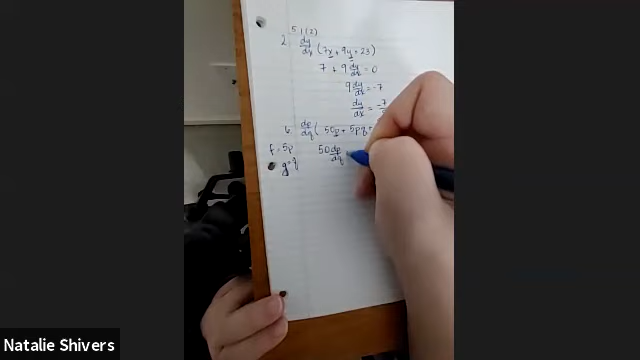 5.1 (2)
2. dy/dx (7x + 9y = 23)
7 + 9 dy/dx = 0
9 dy/dx = -7
dy/dx = -7/
6. dp/dq ( 50p + 5pq +
f = 5p 50 dp/dq
g = q
Natalie Shivers